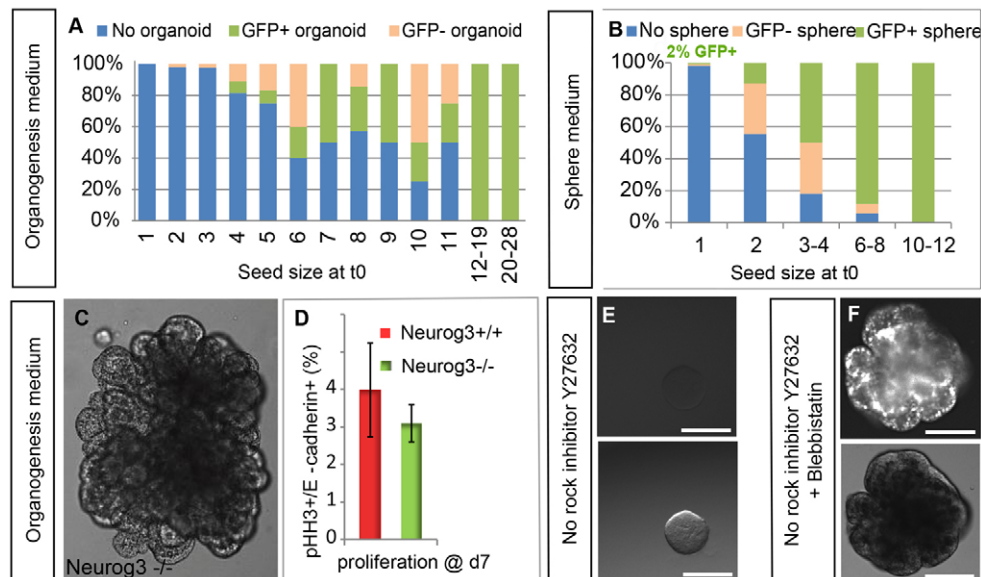 A
No organoid GFP+ organoid GFP- organoid
Organogenesis medium
100%
80%
60%
40%
20%
0%
1 2 3 4 5 6 7 8 9 10 11 12-19 20-28
Seed size at t0
B
No sphere GFP- sphere GFP+ sphere
2% GFP+
Sphere medium
100%
80%
60%
40%
20%
0%
1 2 3-4 6-8 10-12
Seed size at t0
Organogenesis medium
C
Neurog3 -/-
D
Neurog3+/+
Neurog3-/-
pHH3+/E -cadherin+ (%)
4
3
2
1
0
proliferation @ d7
No rock inhibitor Y27632
E
No rock inhibitor Y27632
+ Blebbistatin
F